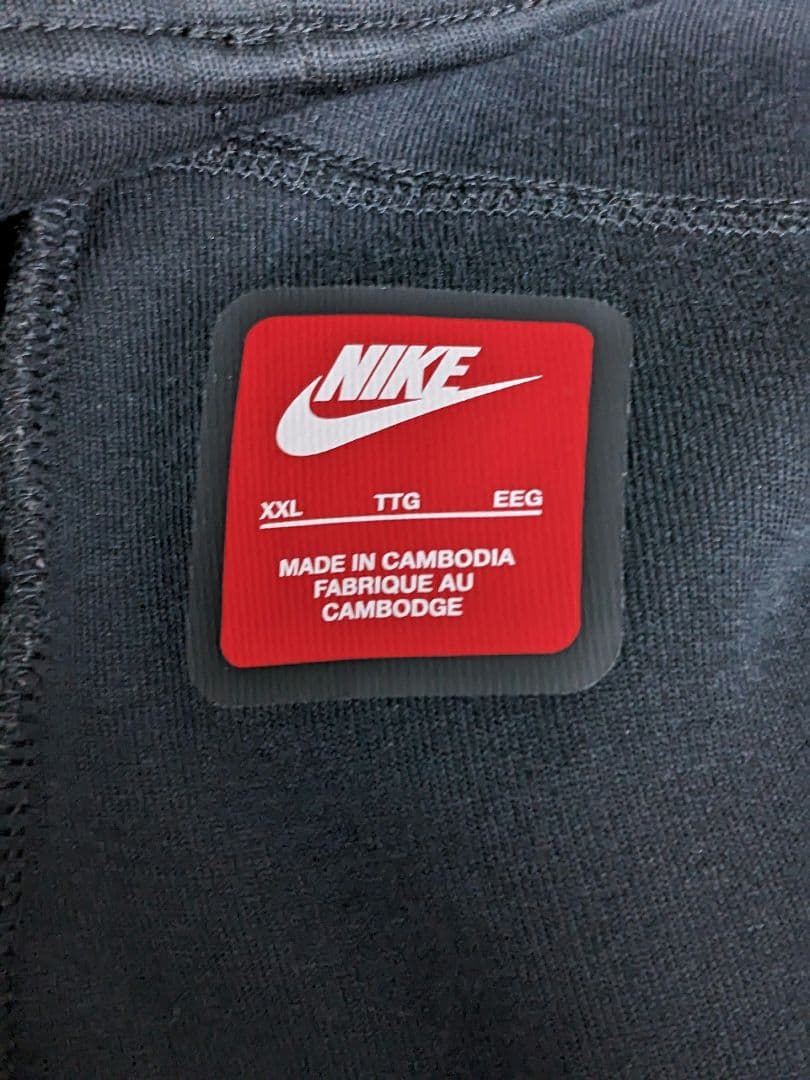 NIKE
XXL TTG EEG
MADE IN CAMBODIA
FABRIQUE AU
CAMBODGE